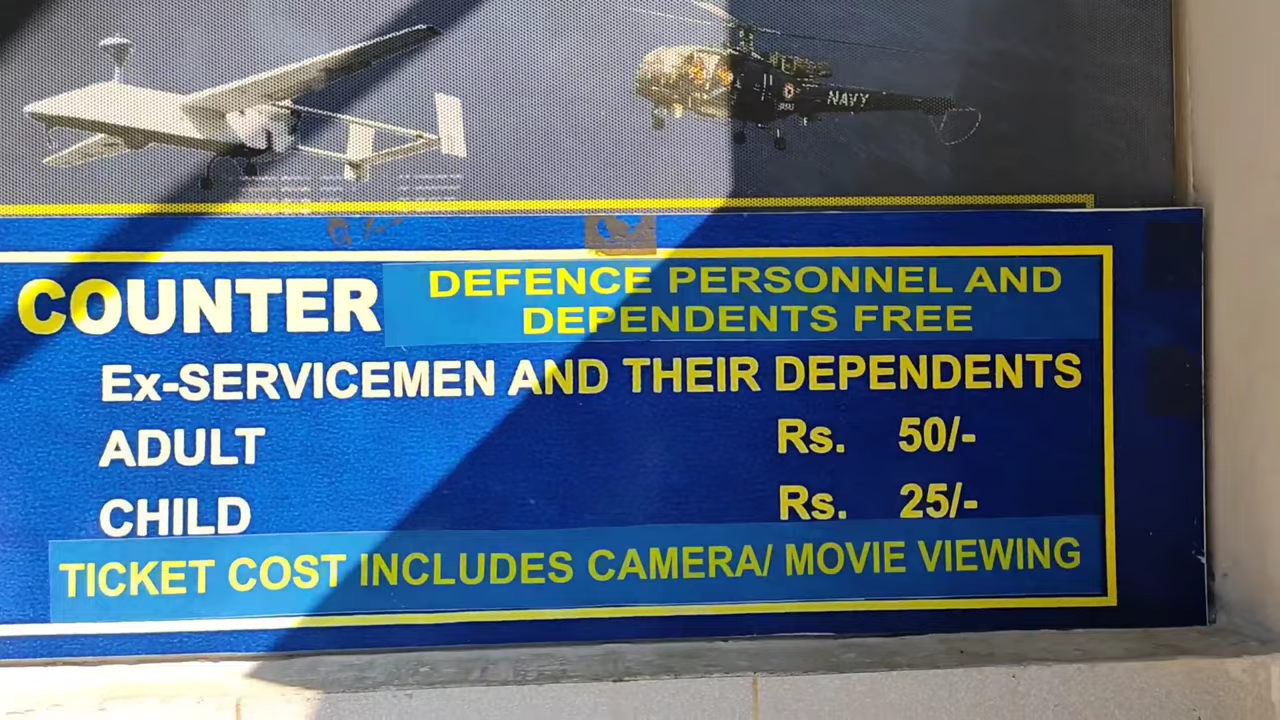 NAVY
COUNTER
DEFENCE PERSONNEL AND
DEPENDENTS FREE
Ex-SERVICEMEN AND THEIR DEPENDENTS
ADULT Rs. 50/-
CHILD Rs. 25/-
TICKET COST INCLUDES CAMERA/ MOVIE VIEWING